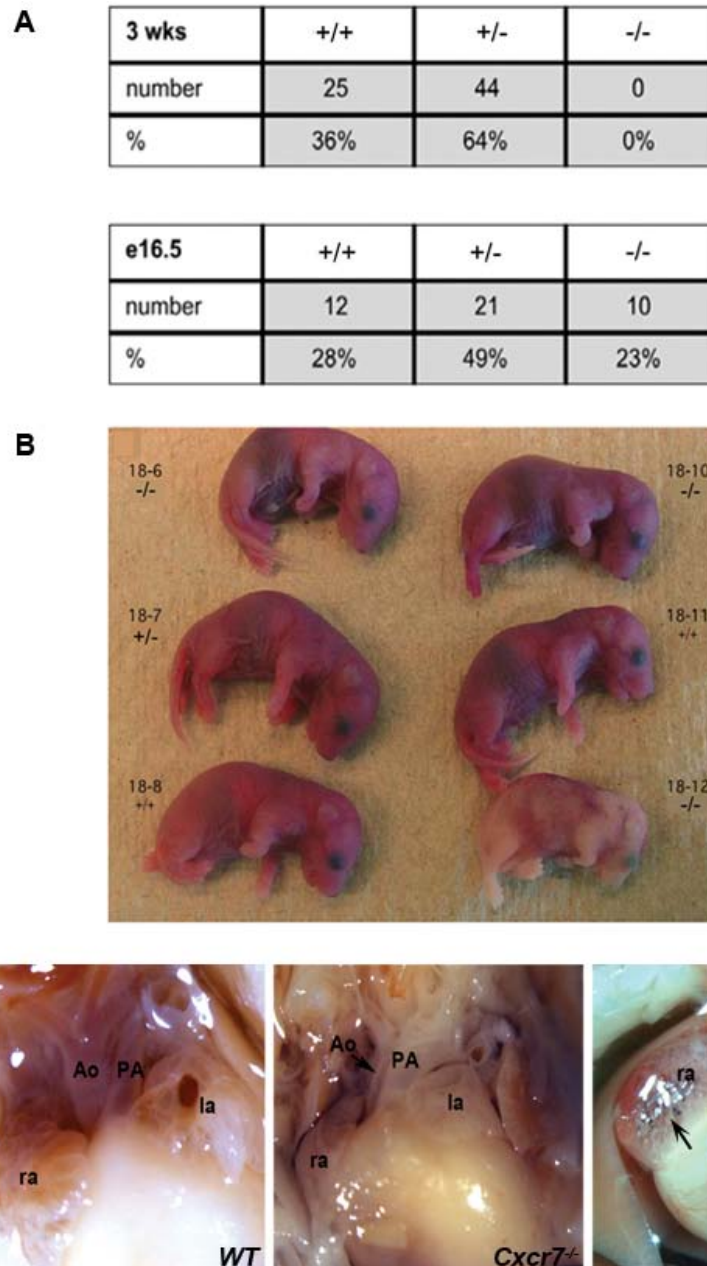 A
3 wks +/+ +/- -/-
number 25 44 0
% 36% 64% 0%
e16.5 +/+ +/- -/-
number 12 21 10
% 28% 49% 23%
B
18-6
-/-
18-10
-/-
18-7
+/-
18-11
+/+
18-8
+/+
18-12
-/-
Ao PA
la
ra
WT
Ao PA
la
ra
Cxcr7-/-
ra